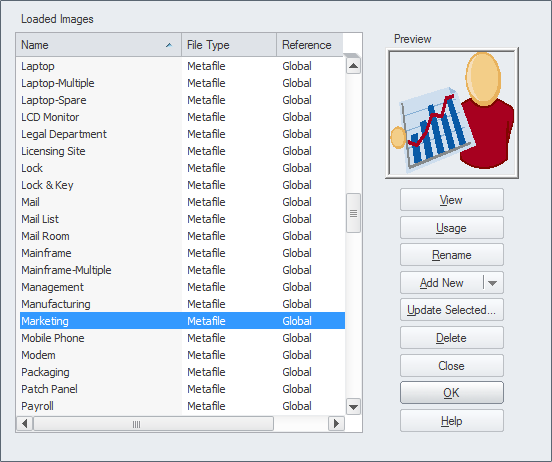 Loaded Images
Name File Type Reference
Laptop Metafile Global
Laptop-Multiple Metafile Global
Laptop-Spare Metafile Global
LCD Monitor Metafile Global
Legal Department Metafile Global
Licensing Site Metafile Global
Lock Metafile Global
Lock & Key Metafile Global
Mail Metafile Global
Mail List Metafile Global
Mail Room Metafile Global
Mainframe Metafile Global
Mainframe-Multiple Metafile Global
Management Metafile Global
Manufacturing Metafile Global
Marketing Metafile Global
Mobile Phone Metafile Global
Modem Metafile Global
Packaging Metafile Global
Patch Panel Metafile Global
Payroll Metafile Global
Preview
View
Usage
Rename
Add New
Update Selected...
Delete
Close
OK
Help